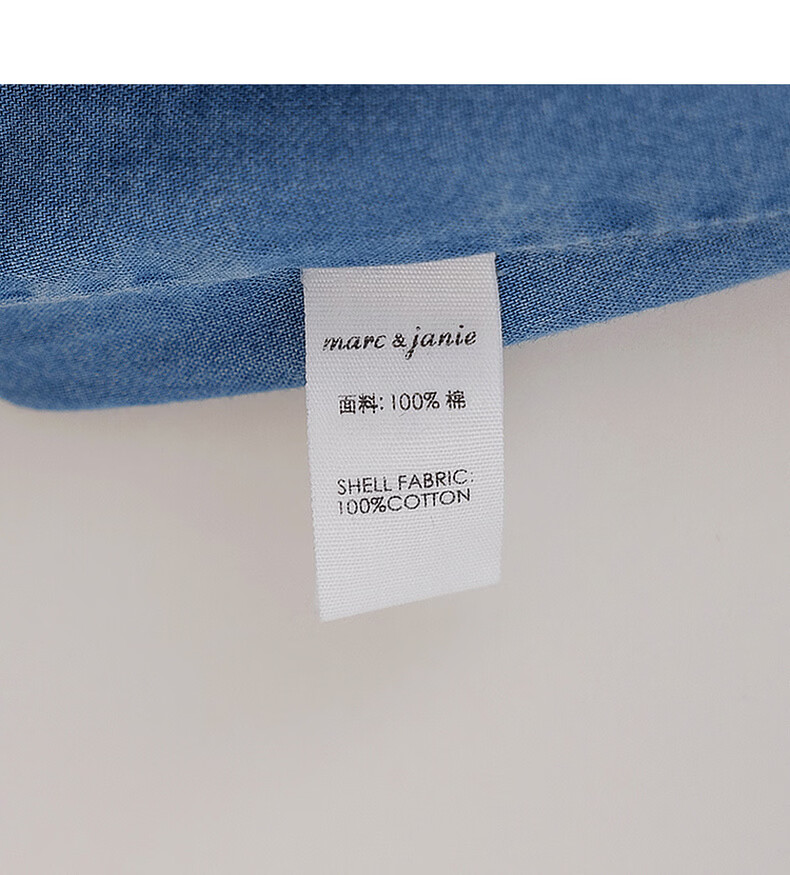 marc & janie
面料: 100% 棉
SHELL FABRIC:
100%COTTON